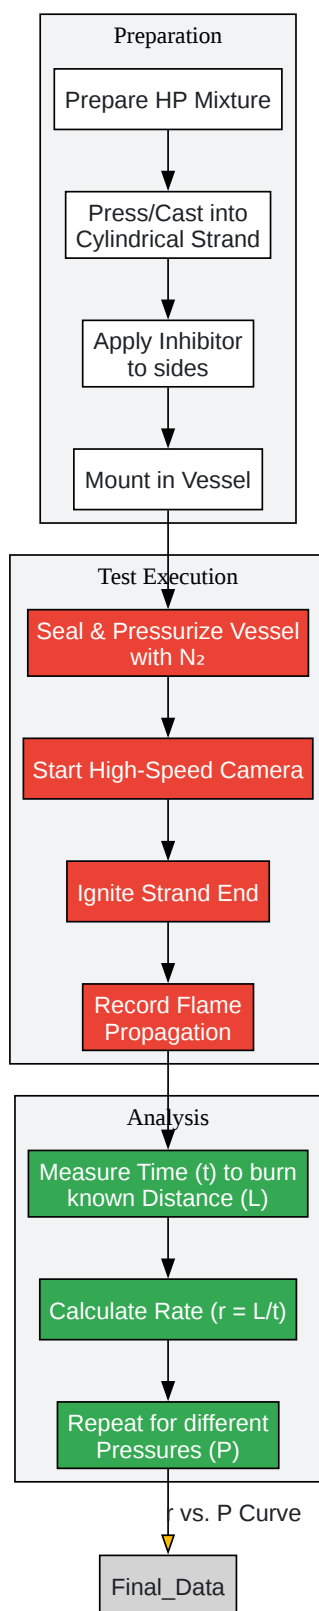 Preparation
Prepare HP Mixture
Press/Cast into
Cylindrical Strand
Apply Inhibitor
to sides
Mount in Vessel
Test Execution
Seal & Pressurize Vessel
with N₂
Start High-Speed Camera
Ignite Strand End
Record Flame
Propagation
Analysis
Measure Time (t) to burn
known Distance (L)
Calculate Rate (r = L/t)
Repeat for different
Pressures (P)
r vs. P Curve
Final_Data